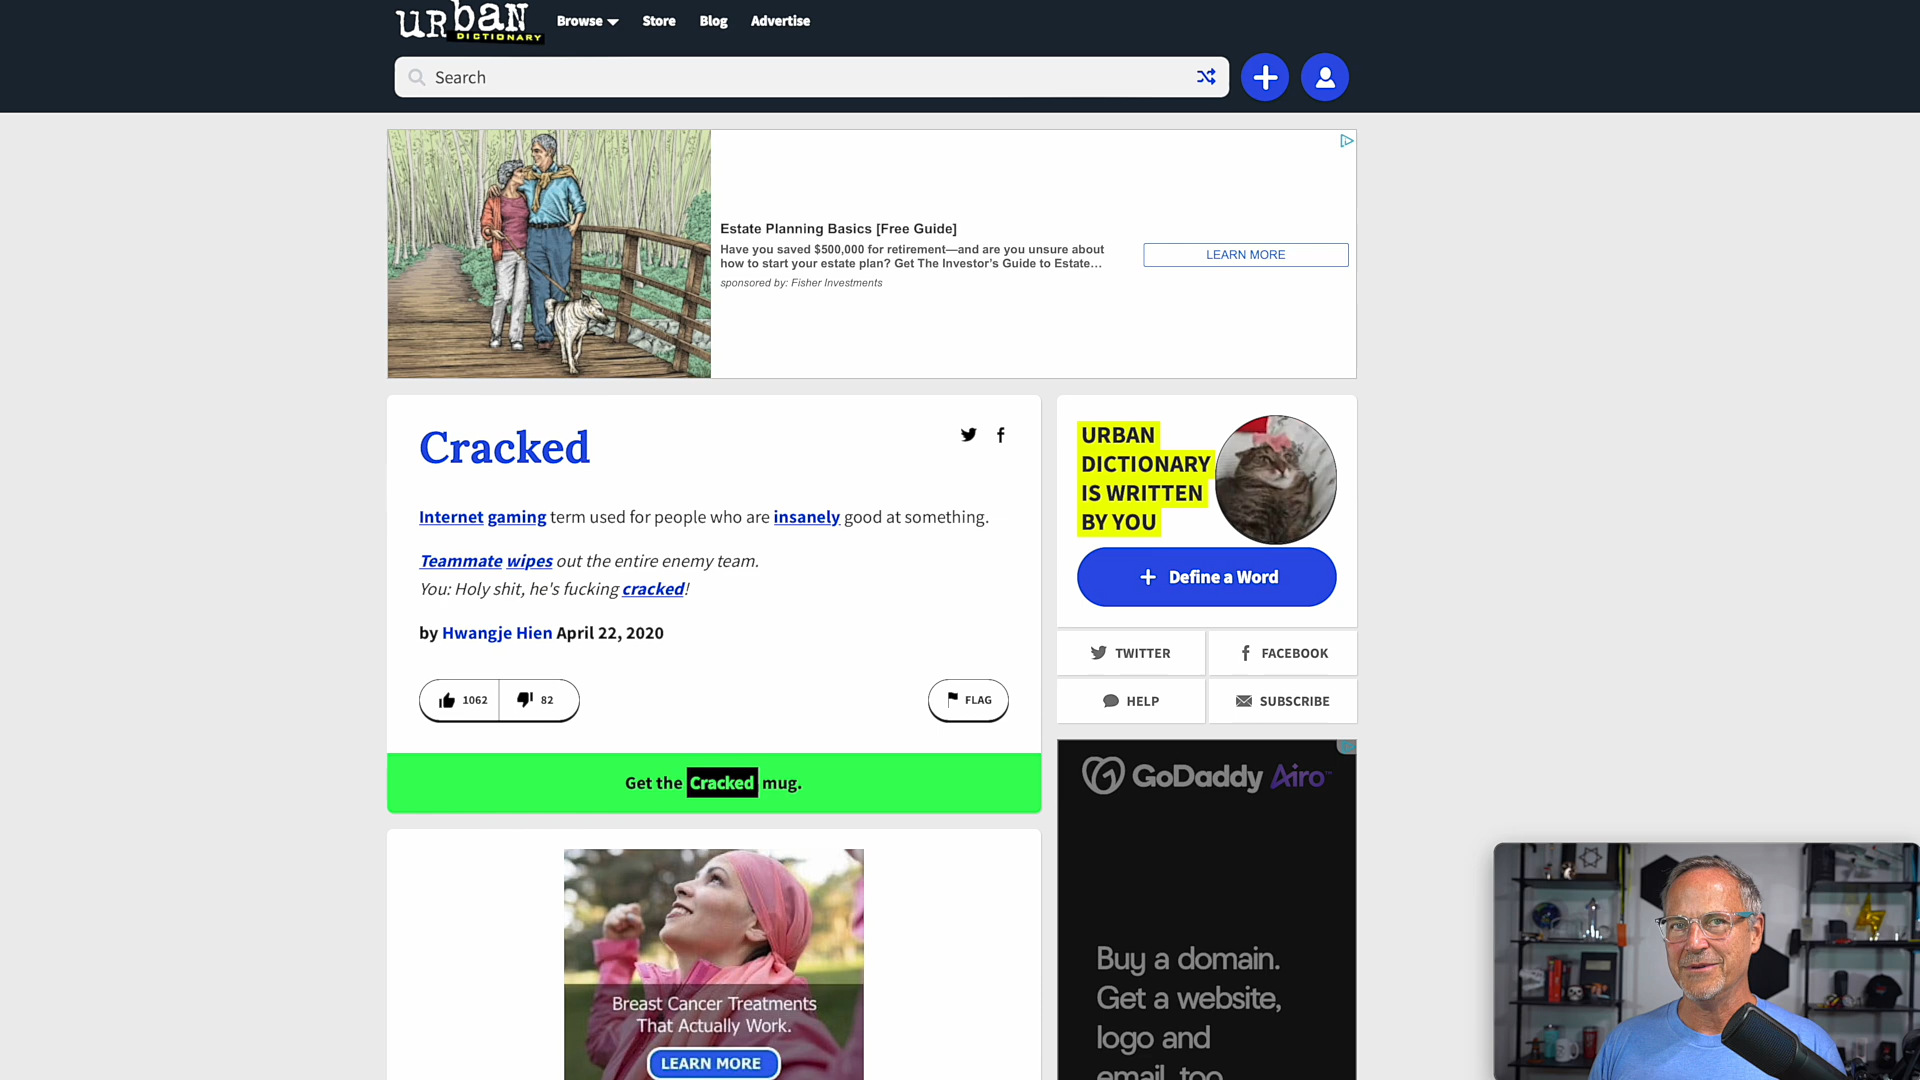 urban
DICTIONARY
Browse
Store
Blog
Advertise
Search
Estate Planning Basics [Free Guide]
Have you saved $500,000 for retirement—and are you unsure about
how to start your estate plan? Get The Investor's Guide to Estate...
sponsored by: Fisher Investments
LEARN MORE
Cracked
Internet gaming term used for people who are insanely good at something.
Teammate wipes out the entire enemy team.
You: Holy shit, he's fucking cracked!
by Hwangje Hien April 22, 2020
1062
82
FLAG
Get the Cracked mug.
URBAN
DICTIONARY
IS WRITTEN
BY YOU
Define a Word
TWITTER
FACEBOOK
HELP
SUBSCRIBE
GoDaddy Airo™
Buy a domain.
Get a website,
logo and
email, too
Breast Cancer Treatments
That Actually Work.
LEARN MORE